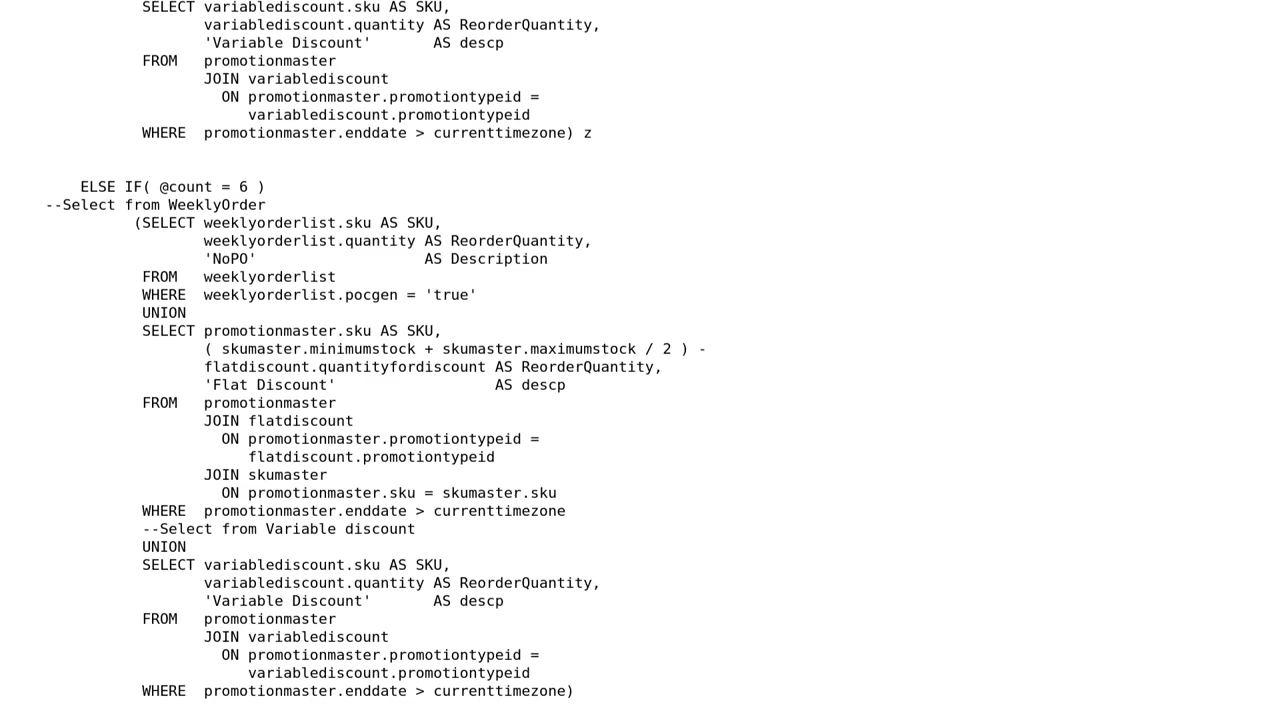 SELECT variablediscount.sku AS SKU,
variablediscount.quantity AS ReorderQuantity,
'Variable Discount' AS descp
FROM promotionmaster
JOIN variablediscount
ON promotionmaster.promotiontypeid =
variablediscount.promotiontypeid
WHERE promotionmaster.enddate > currenttimezone) z
ELSE IF( @count = 6 )
--Select from WeeklyOrder
(SELECT weeklyorderlist.sku AS SKU,
weeklyorderlist.quantity AS ReorderQuantity,
'NoPO' AS Description
FROM weeklyorderlist
WHERE weeklyorderlist.pocgen = 'true'
UNION
SELECT promotionmaster.sku AS SKU,
( skumaster.minimumstock + skumaster.maximumstock / 2 ) -
flatdiscount.quantityfordiscount AS ReorderQuantity,
'Flat Discount' AS descp
FROM promotionmaster
JOIN flatdiscount
ON promotionmaster.promotiontypeid =
flatdiscount.promotiontypeid
JOIN skumaster
ON promotionmaster.sku = skumaster.sku
WHERE promotionmaster.enddate > currenttimezone
--Select from Variable discount
UNION
SELECT variablediscount.sku AS SKU,
variablediscount.quantity AS ReorderQuantity,
'Variable Discount' AS descp
FROM promotionmaster
JOIN variablediscount
ON promotionmaster.promotiontypeid =
variablediscount.promotiontypeid
WHERE promotionmaster.enddate > currenttimezone)